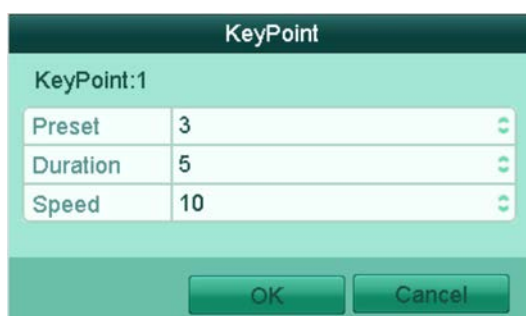 KeyPoint
KeyPoint:1
Preset 3
Duration 5
Speed 10
OK Cancel